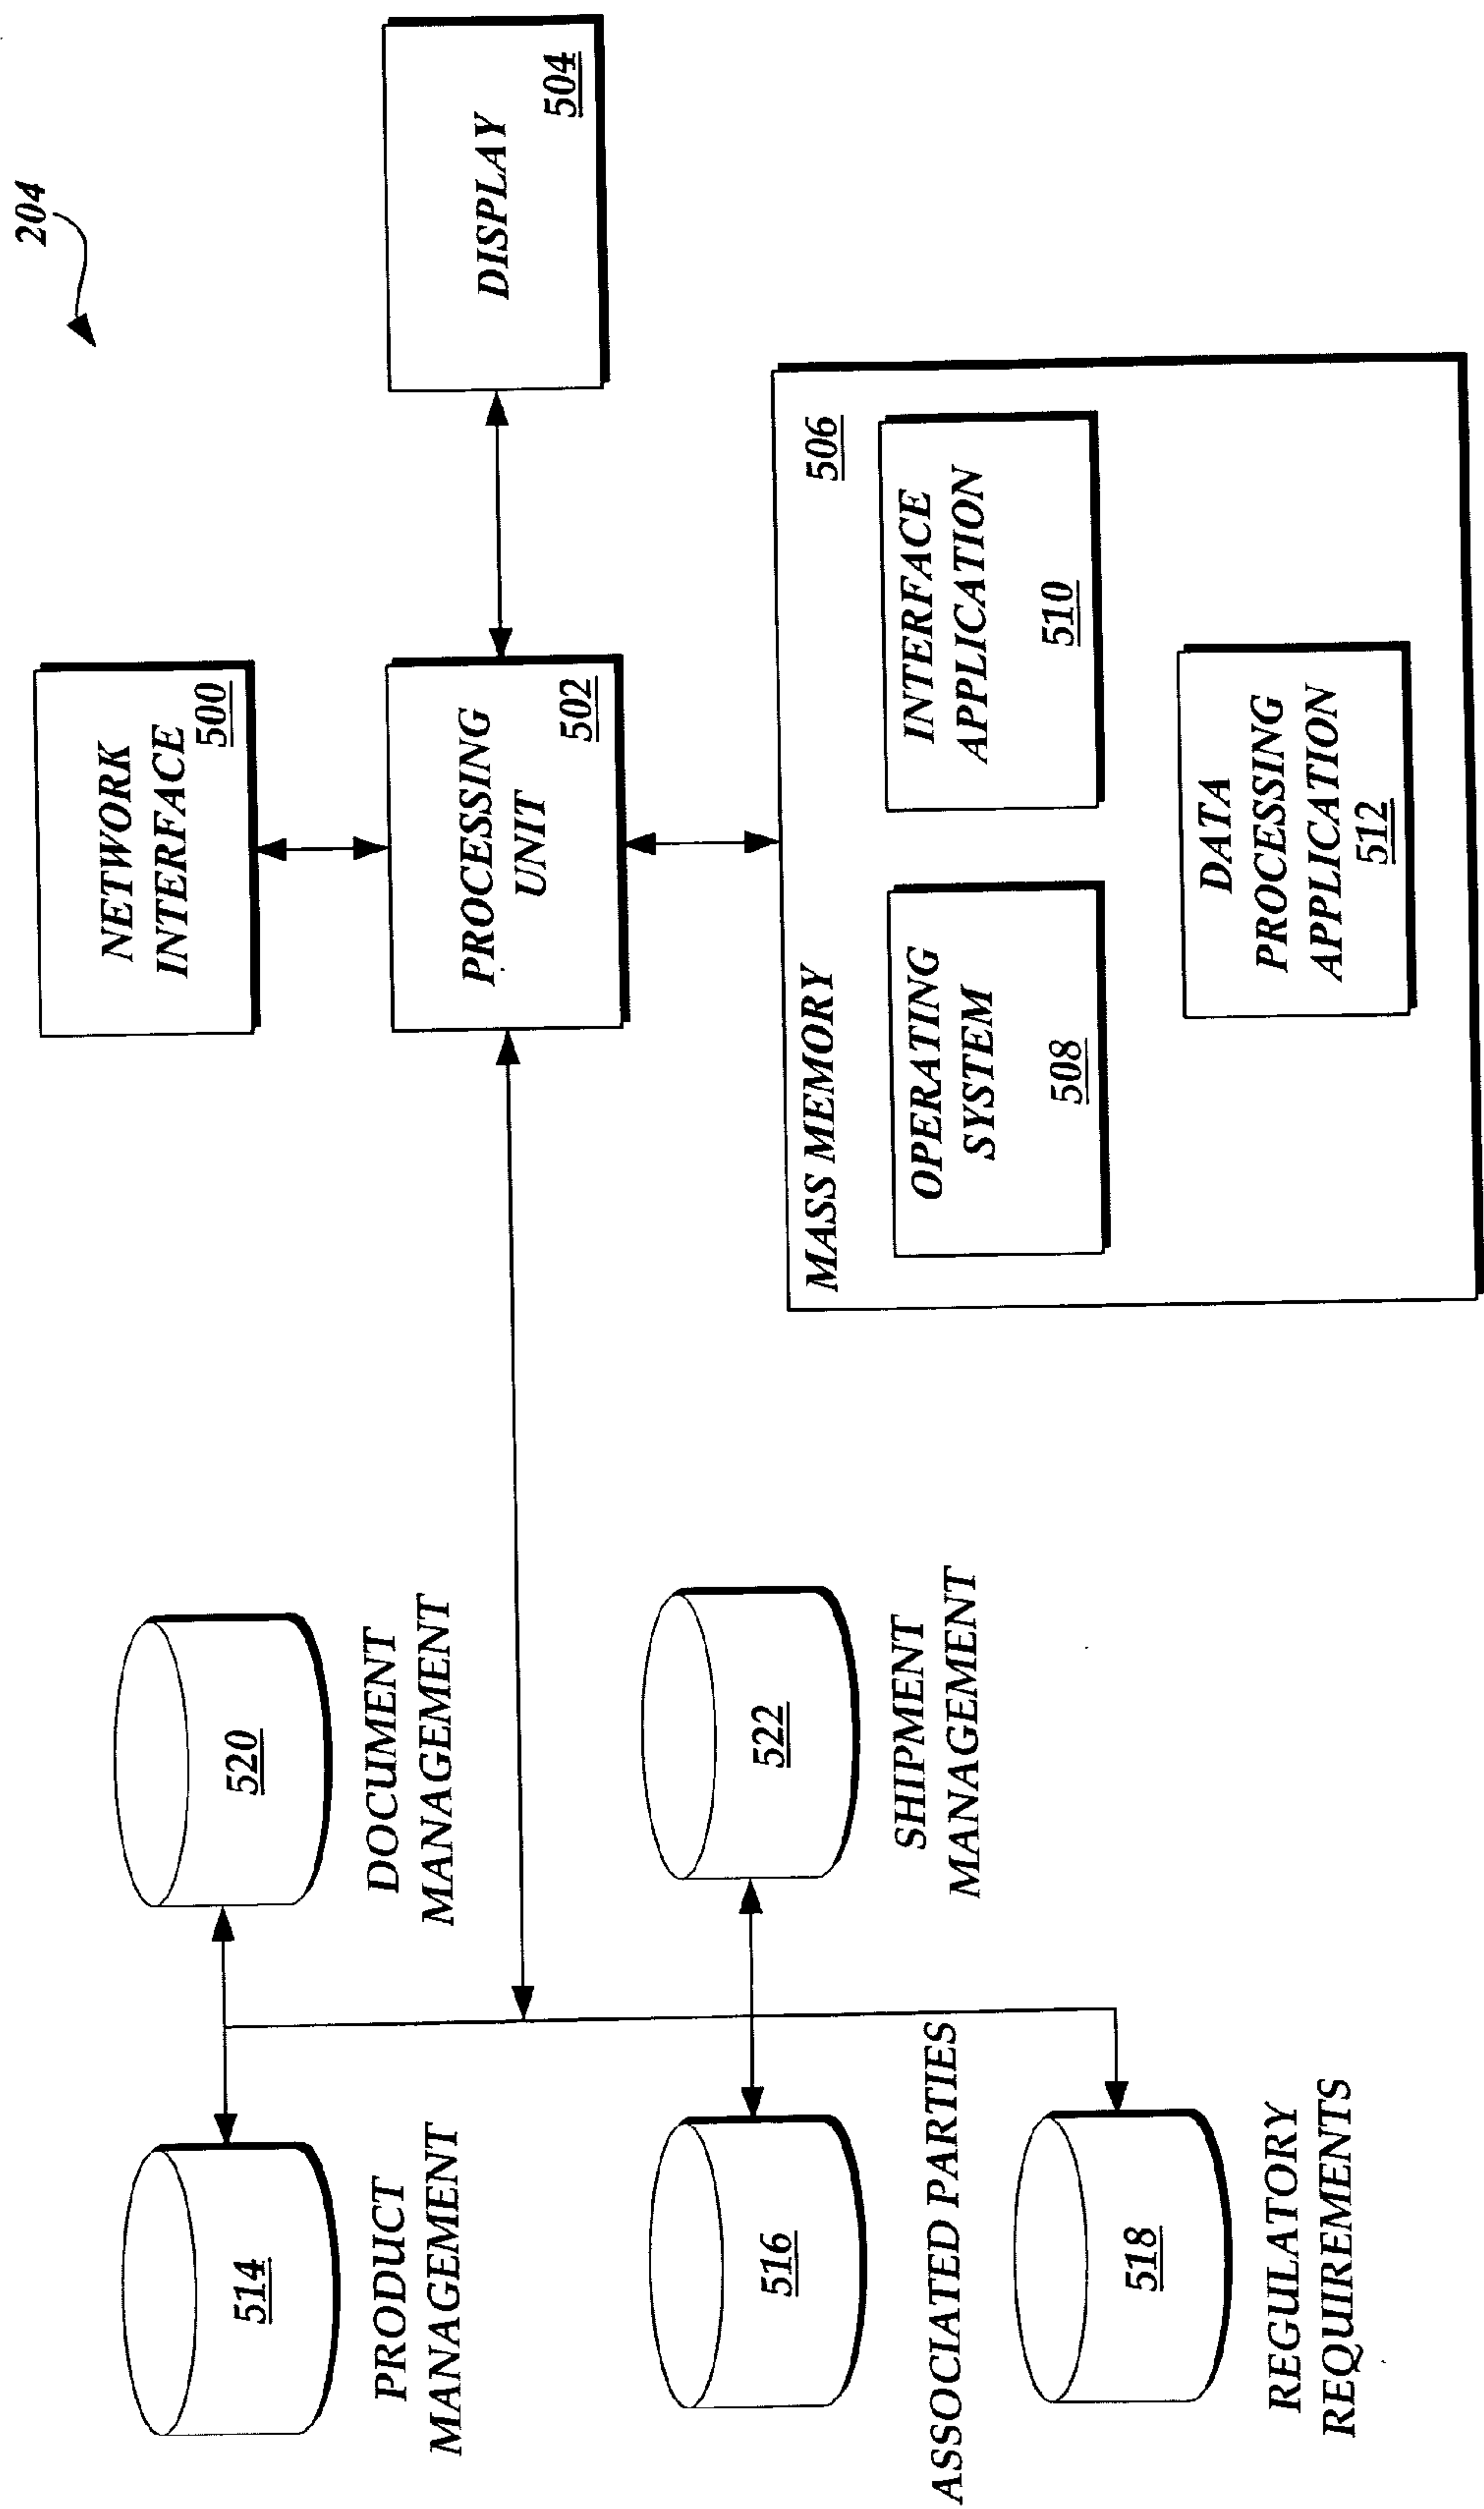 204
NETWORK
INTERFACE
500
PROCESSING
UNIT
502
DISPLAY
504
MASS MEMORY
506
OPERATING
SYSTEM
508
INTERFACE
APPLICATION
510
DATA
PROCESSING
APPLICATION
512
514
PRODUCT
MANAGEMENT
520
DOCUMENT
MANAGEMENT
516
ASSOCIATED PARTIES
522
SHIPMENT
MANAGEMENT
518
REGULATORY
REQUIREMENTS